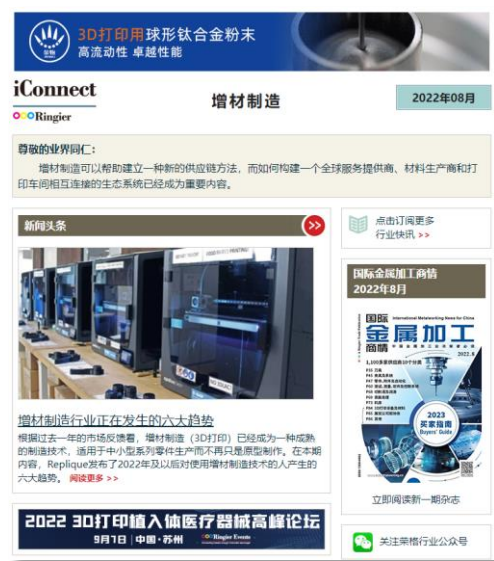 3D打印用球形钛合金粉末
高流动性 卓越性能
iConnect
Ringier
增材制造
2022年08月
尊敬的业界同仁：
增材制造可以帮助建立一种新的供应链方法，而如何构建一个全球服务提供商、材料生产商和打
印车间相互连接的生态系统已经成为重要内容。
新闻头条
>>
点击订阅更多
行业快讯 >>
国际金属加工商情
2022年8月
国际
商情
金属加工
International Metalworking News for China
2022.8
2023
买家指南
Buyers' Guide
立即阅读新一期杂志
增材制造行业正在发生的六大趋势
根据过去一年的市场反馈看，增材制造（3D打印）已经成为一种成熟
的制造技术，适用于中小型系列零件生产而不再只是原型制作。在本期
内容，Replique发布了2022年及以后对使用增材制造技术的人产生的
六大趋势。 阅读更多 >>
2022 3D打印植入体医疗器械高峰论坛
9月7日 | 中国·苏州
Ringier Events
关注荣格行业公众号